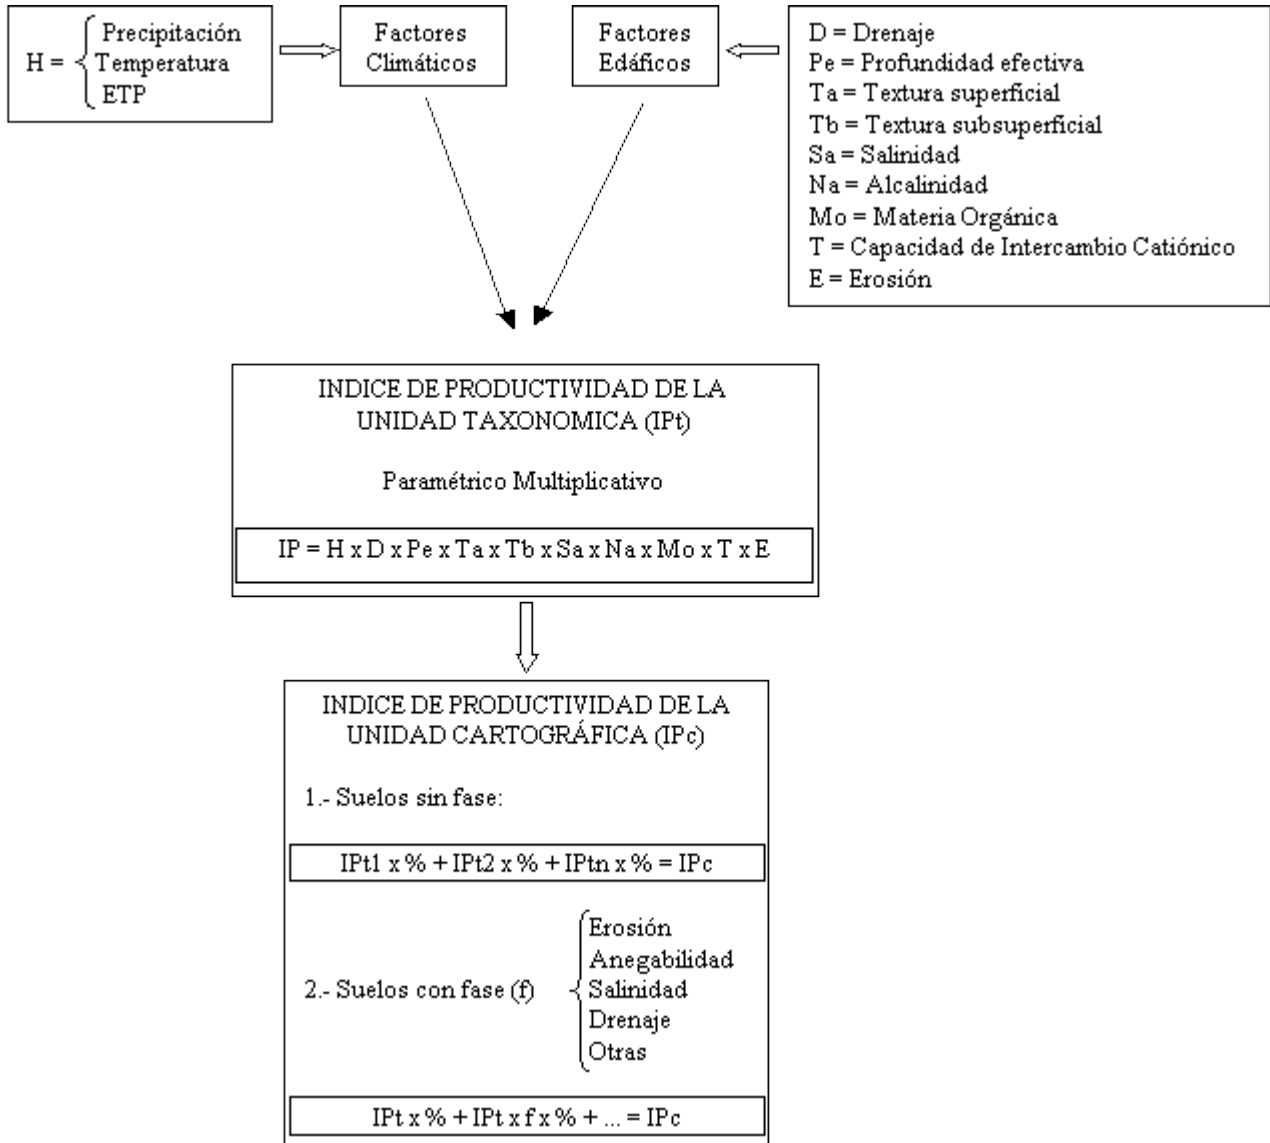 H =
Precipitación
Temperatura
ETP
Factores
Climáticos
Factores
Edáficos
D = Drenaje
Pe = Profundidad efectiva
Ta = Textura superficial
Tb = Textura subsuperficial
Sa = Salinidad
Na = Alcalinidad
Mo = Materia Orgánica
T = Capacidad de Intercambio Catiónico
E = Erosión
INDICE DE PRODUCTIVIDAD DE LA
UNIDAD TAXONOMICA (IPt)
Paramétrico Multiplicativo
IP = H x D x Pe x Ta x Tb x Sa x Na x Mo x T x E
INDICE DE PRODUCTIVIDAD DE LA
UNIDAD CARTOGRÁFICA (IPc)
1.- Suelos sin fase:
IPt1 x % + IPt2 x % + IPtn x % = IPc
2.- Suelos con fase (f)
Erosión
Anegabilidad
Salinidad
Drenaje
Otras
IPt x % + IPt x f x % + ... = IPc